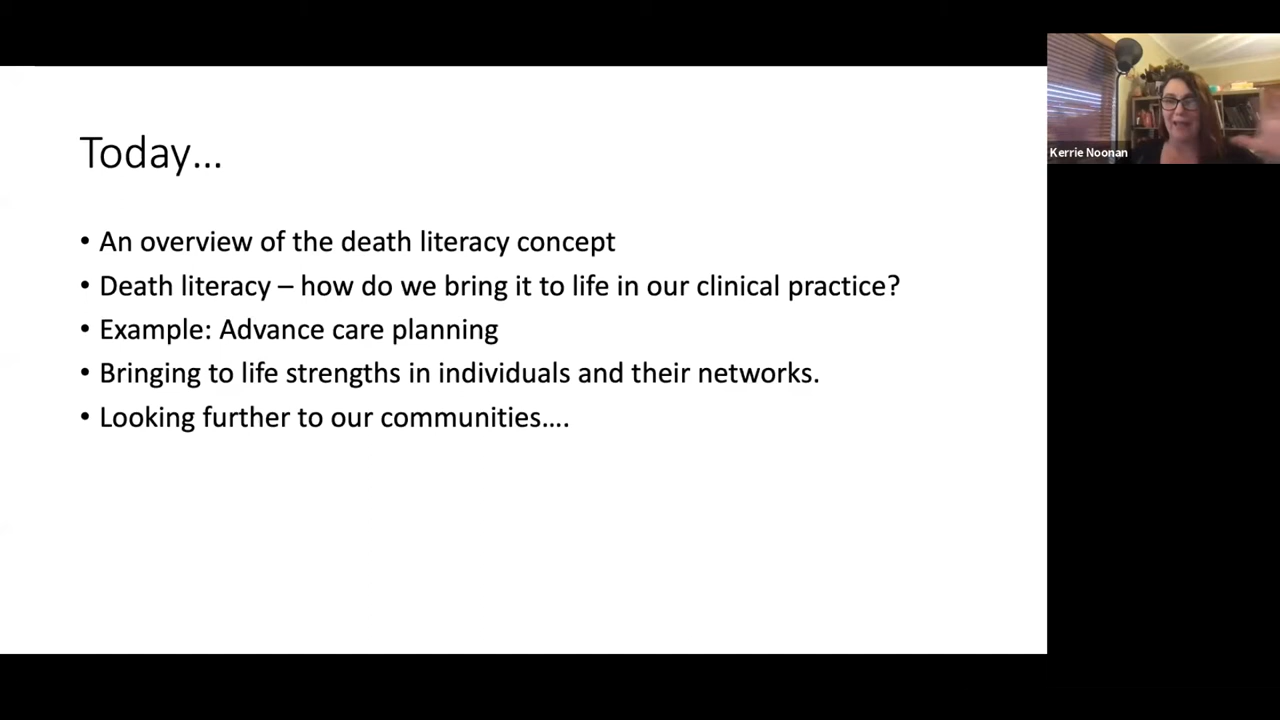 Today...
• An overview of the death literacy concept
• Death literacy – how do we bring it to life in our clinical practice?
• Example: Advance care planning
• Bringing to life strengths in individuals and their networks.
• Looking further to our communities....
Kerrie Noonan